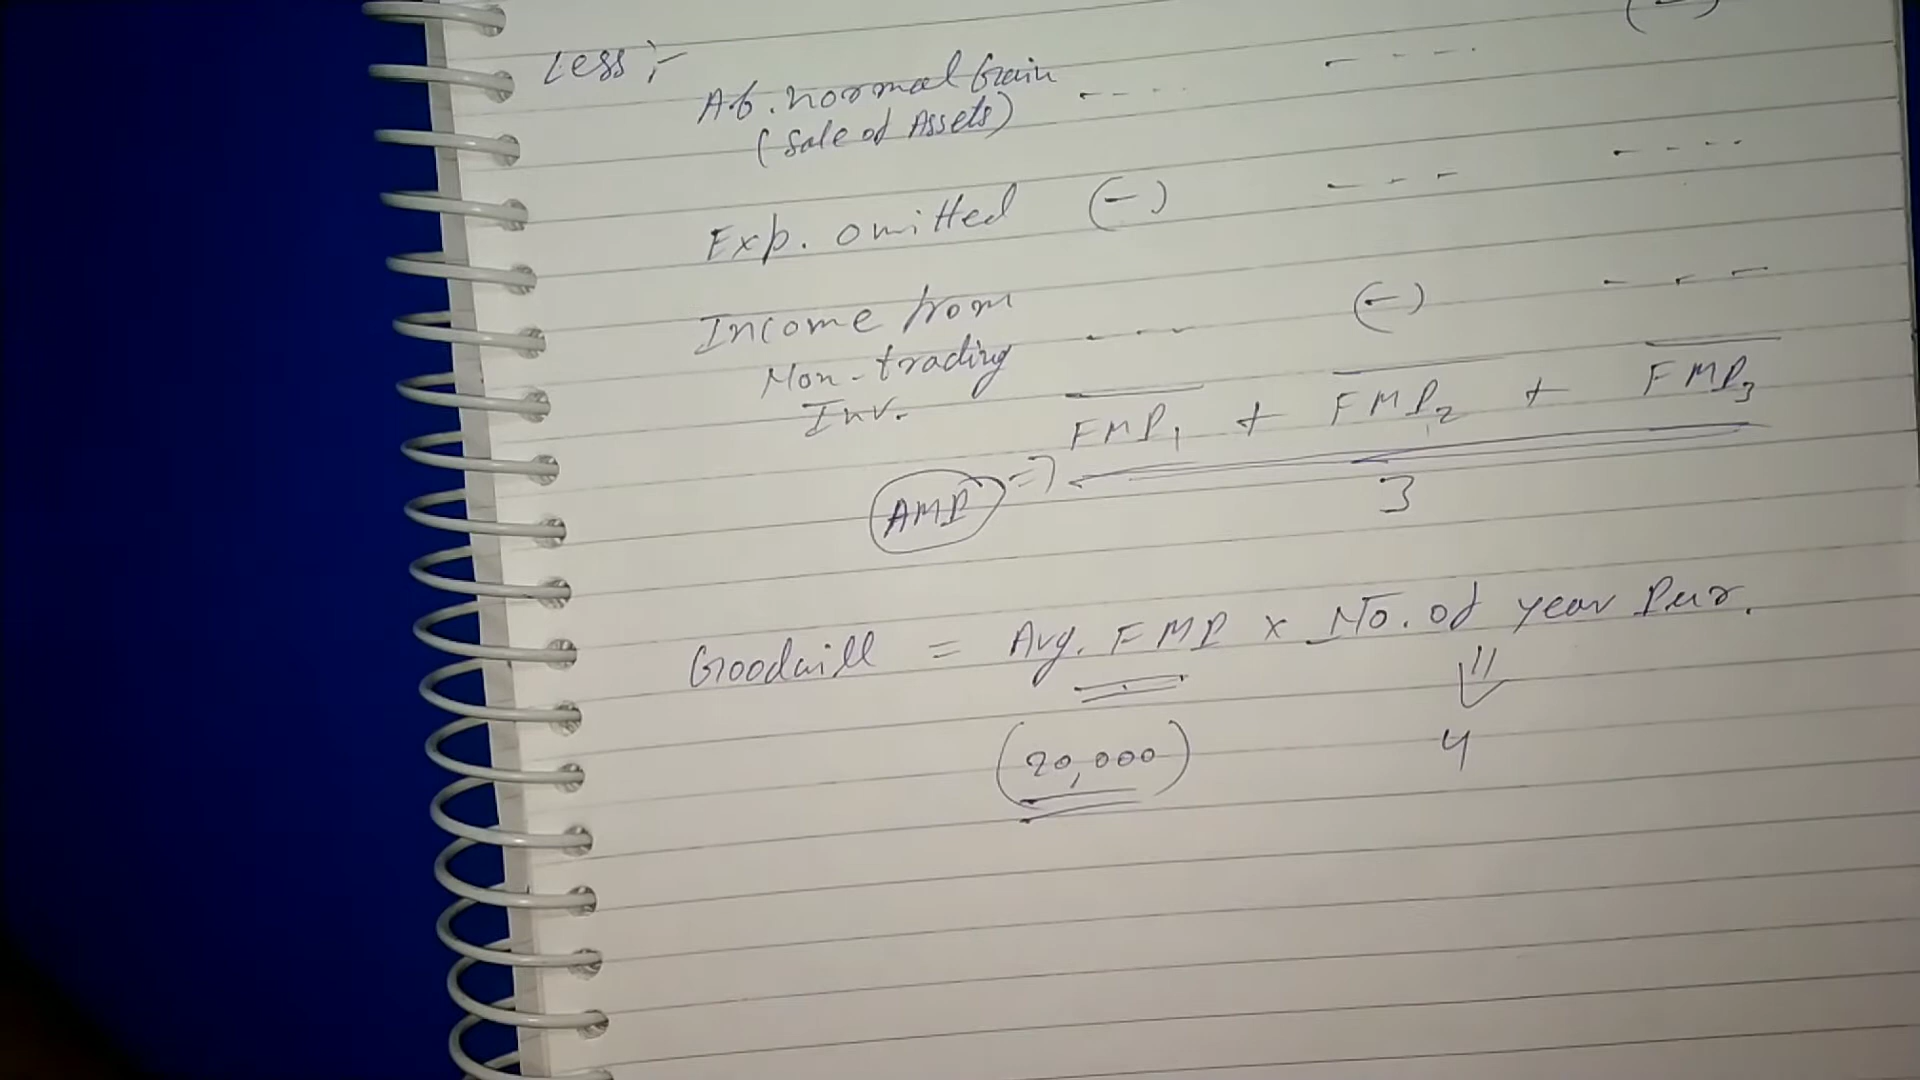 Less :-
Ab. normal Gain - - - - - - - -
(Sale of Assets)
Exp. omitted (-) - - - - - - -
Income from - - - (-) - - -
Non-trading
Inv.
FMP1 + FMP2 + FMP3
AMP => 3
Goodwill = Avg. FMP x No. of year Pur.
(20,000) 4